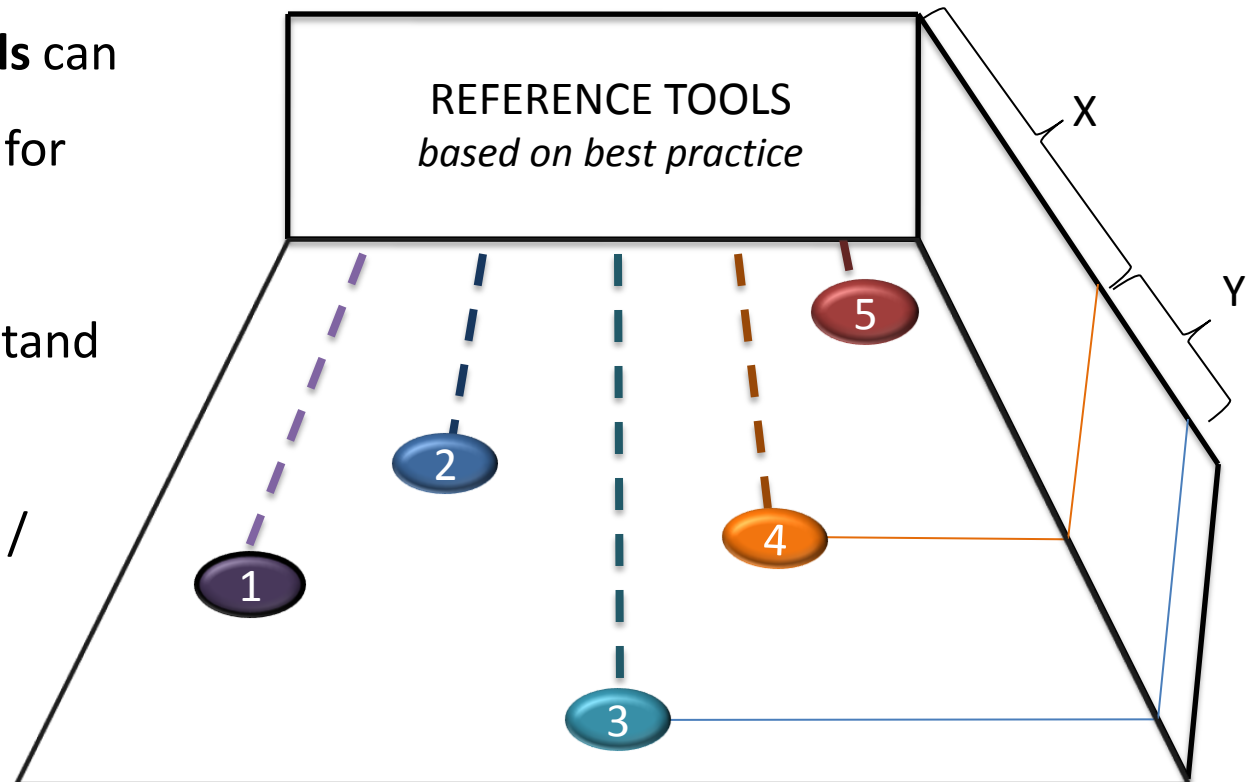 ls can
for
tand
/
REFERENCE TOOLS
based on best practice
X
Y
5
2
4
1
3